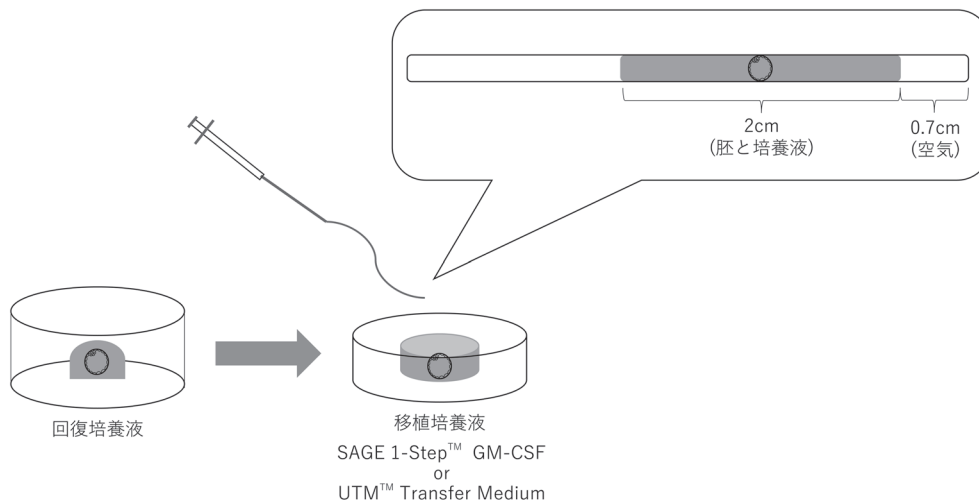 2cm
(胚と培養液)
0.7cm
(空気)
回復培養液
移植培養液
SAGE 1-Step™ GM-CSF
or
UTM™ Transfer Medium